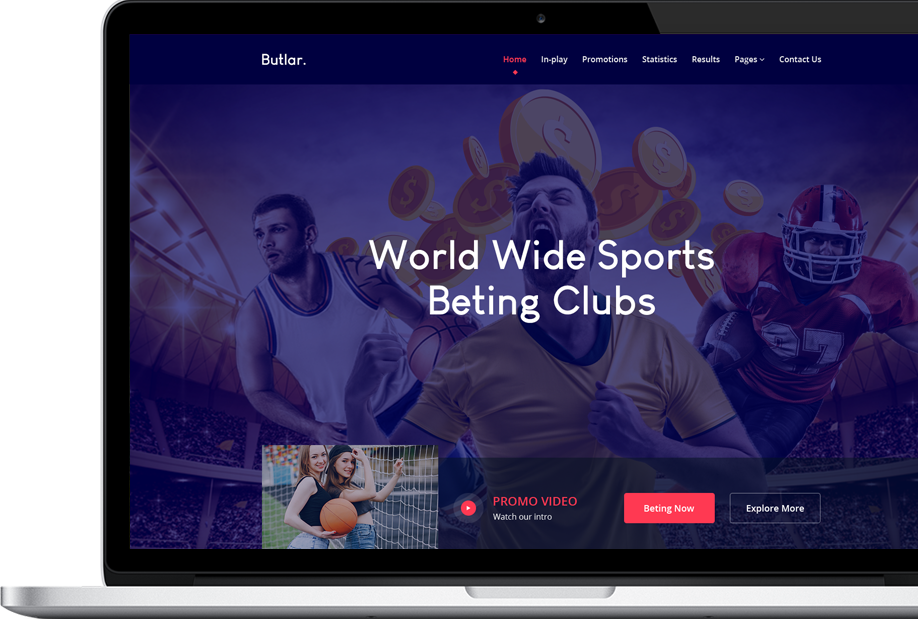 Butlar.
Home In-play Promotions Statistics Results Pages Contact Us
World Wide Sports
Beting Clubs
27
PROMO VIDEO
Watch our intro
Beting Now
Explore More